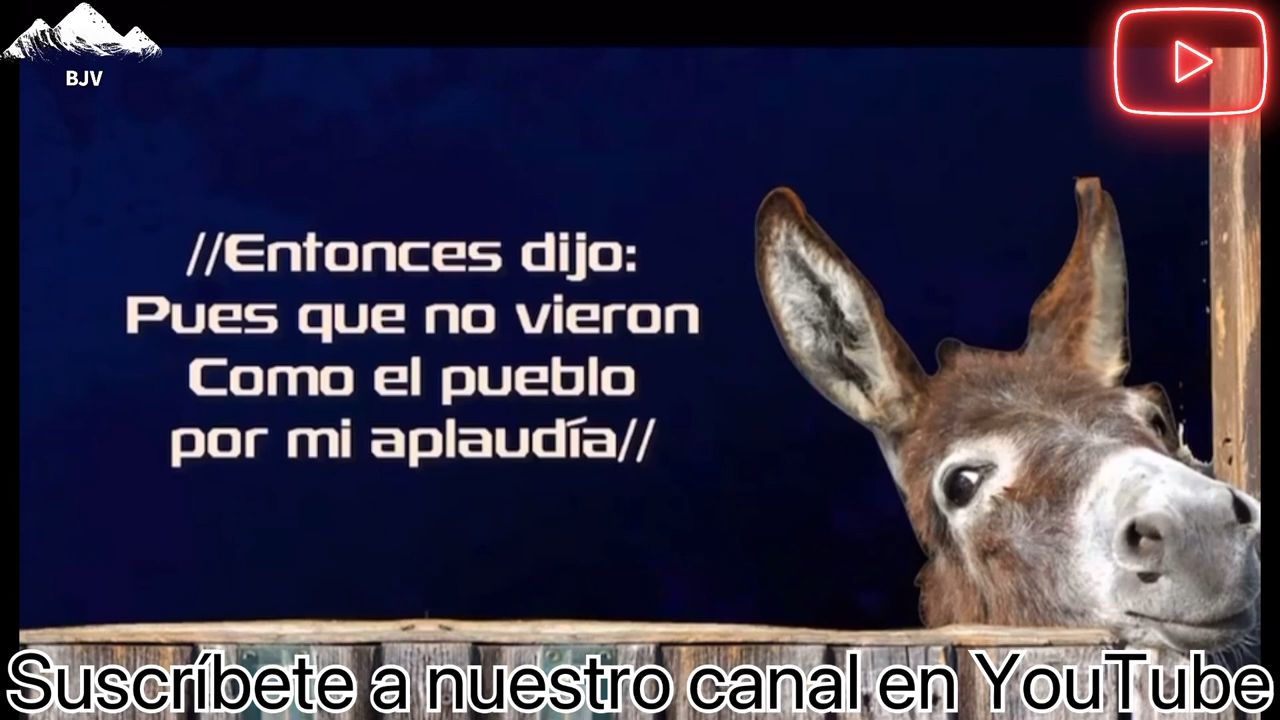 BJV
//Entonces dijo:
Pues que no vieron
Como el pueblo
por mi aplaudía//
Suscríbete a nuestro canal en YouTube